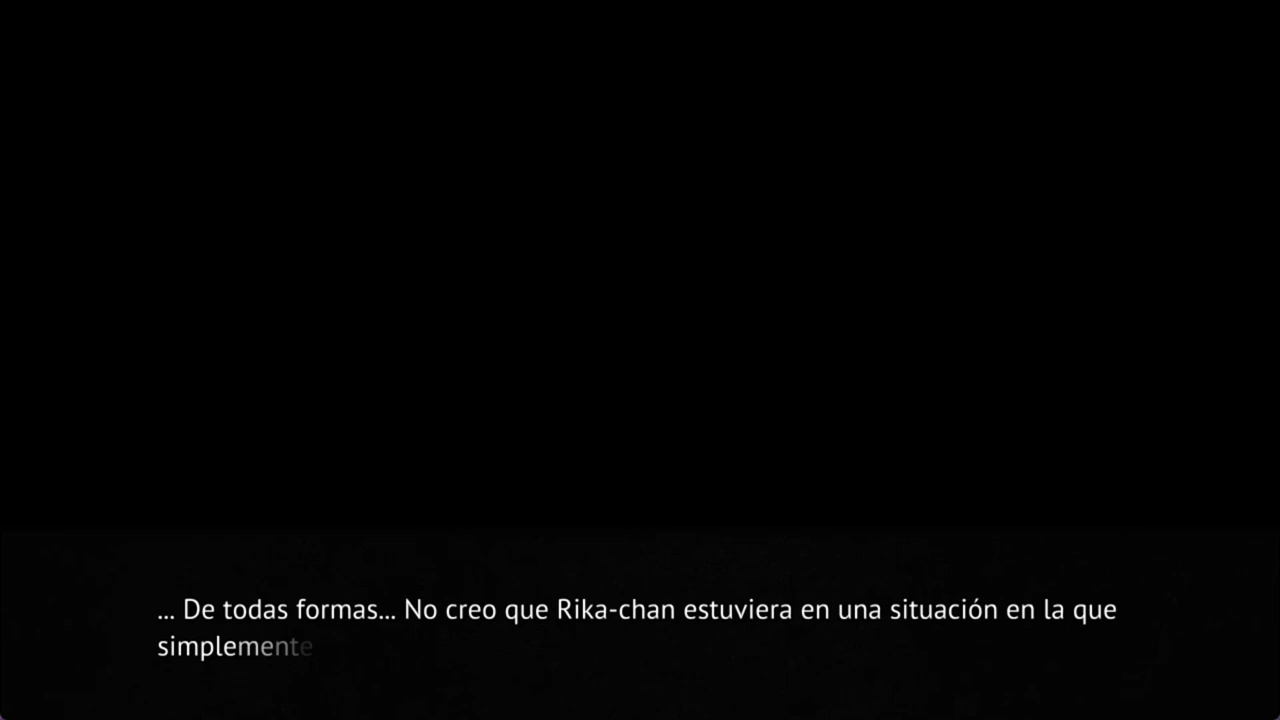 ... De todas formas... No creo que Rika-chan estuviera en una situación en la que
simplemente